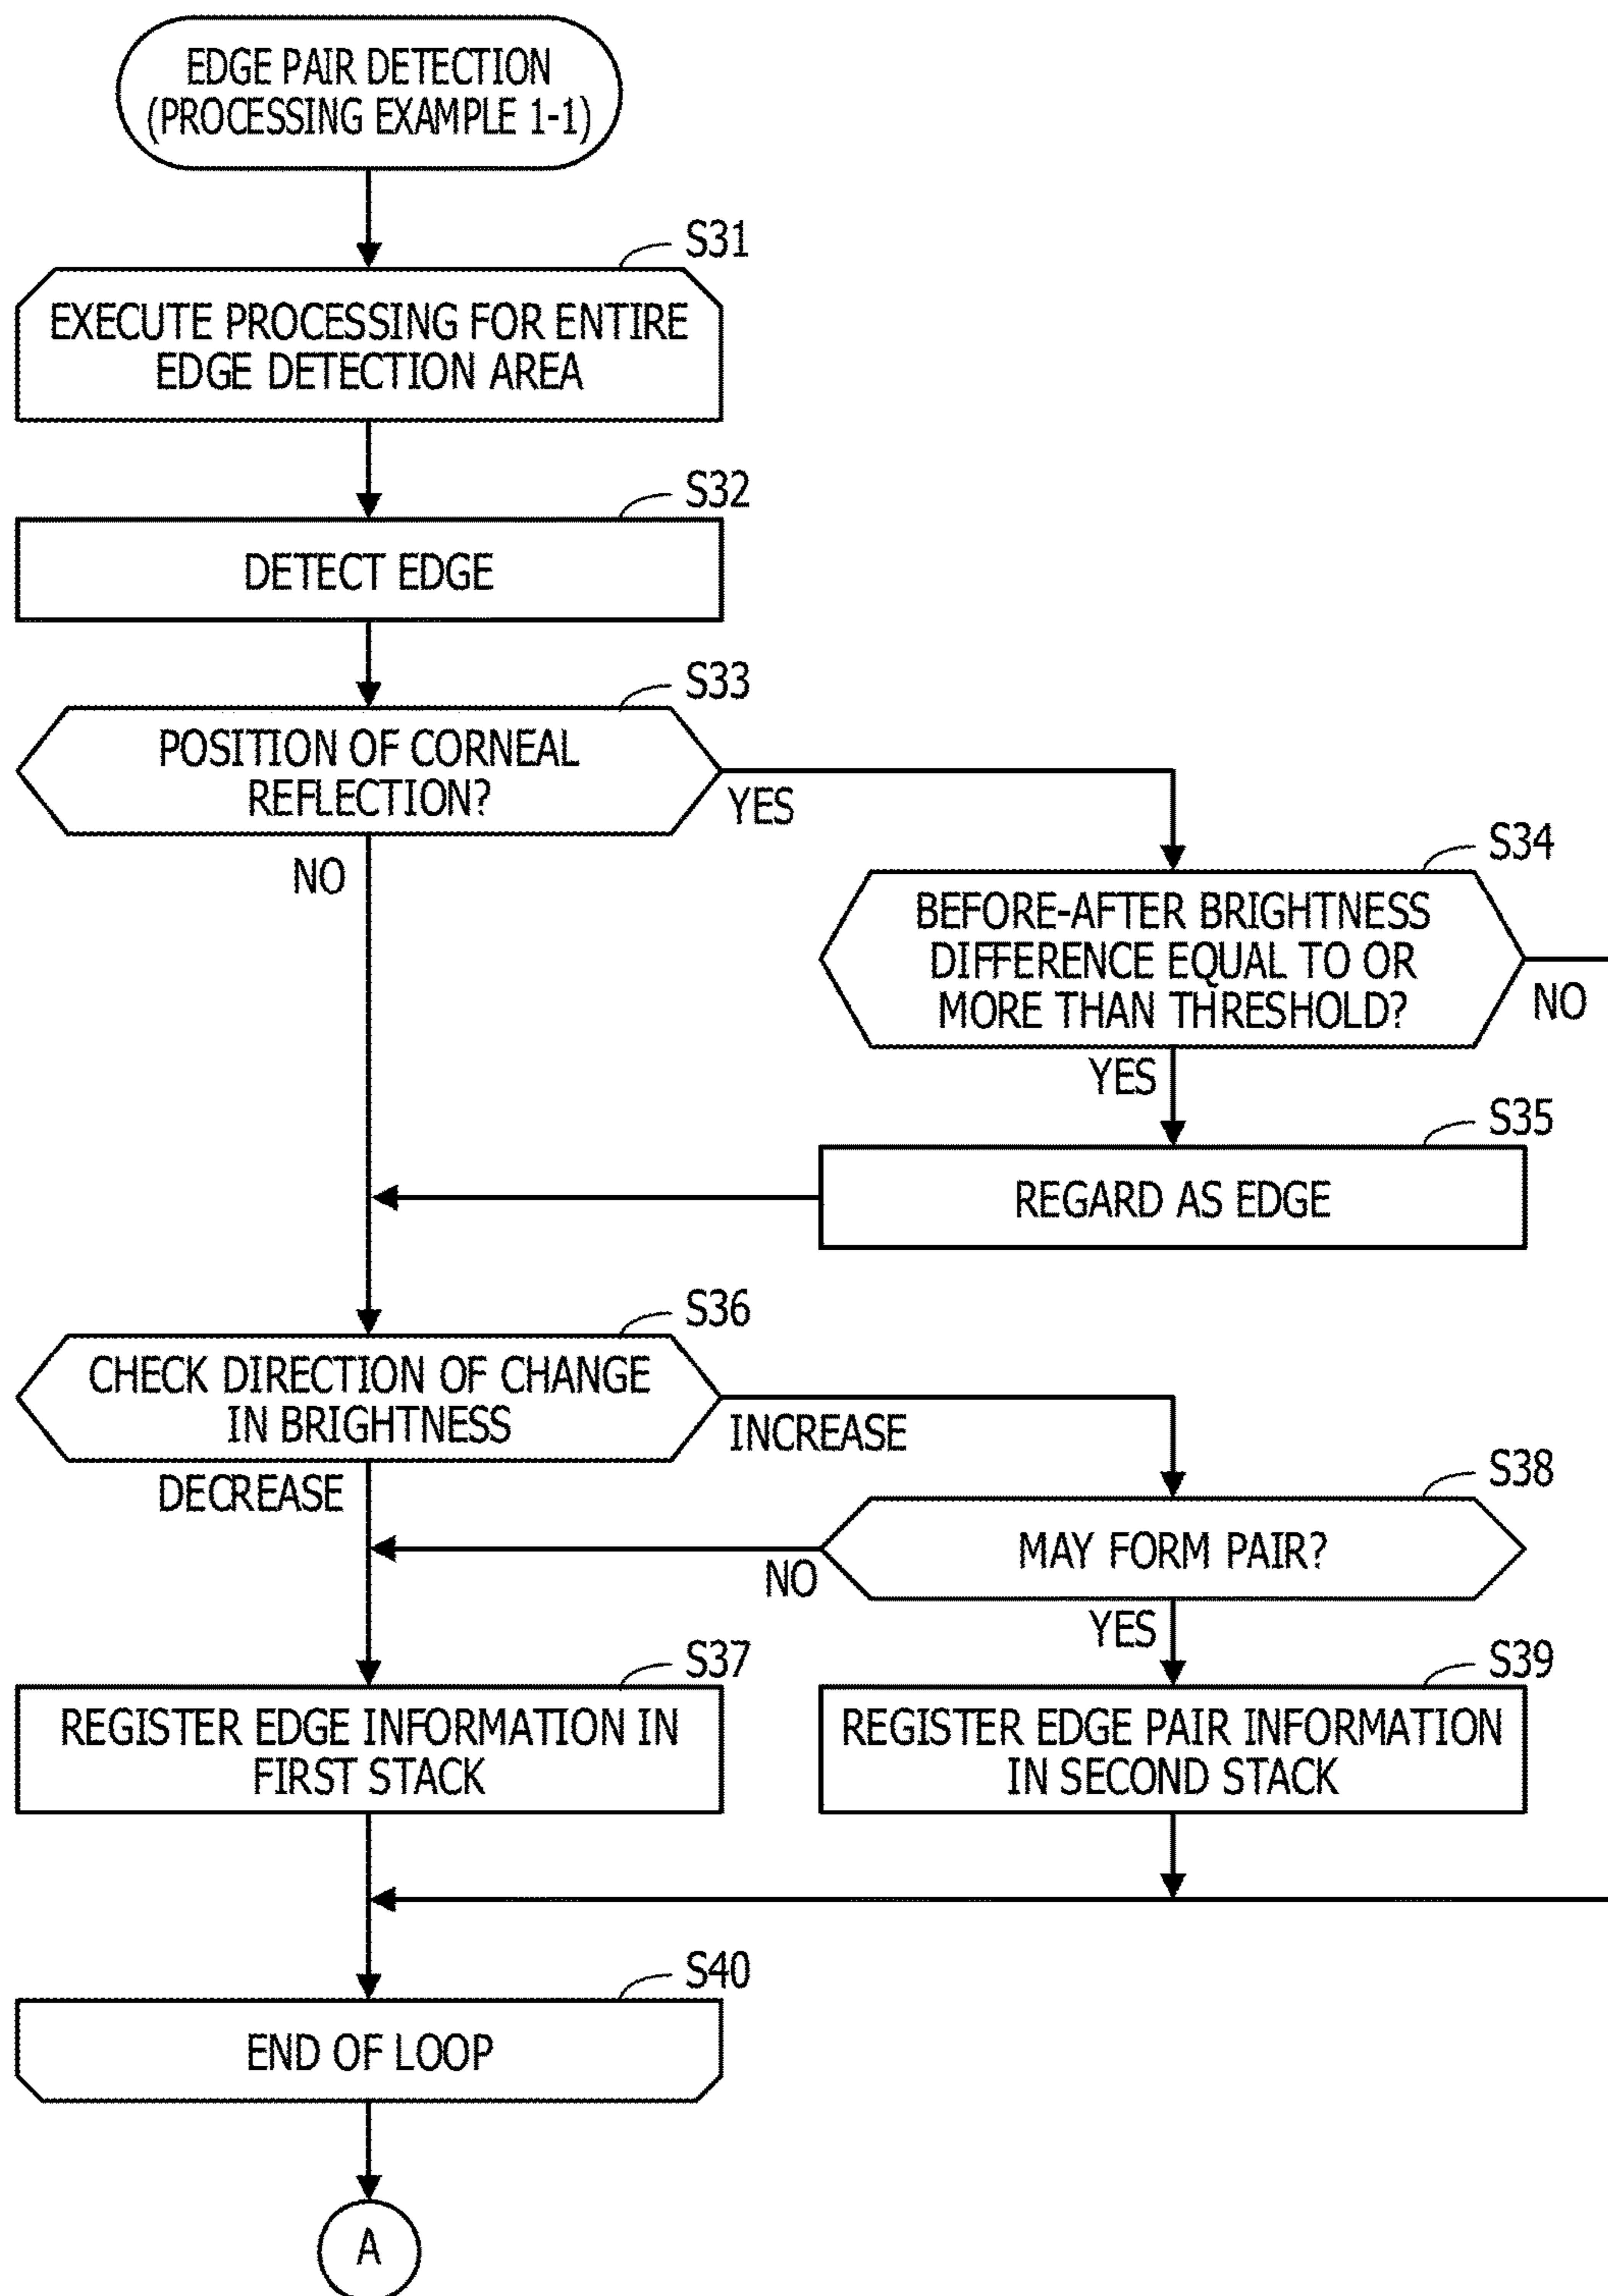 EDGE PAIR DETECTION
(PROCESSING EXAMPLE 1-1)
S31
EXECUTE PROCESSING FOR ENTIRE
EDGE DETECTION AREA
S32
DETECT EDGE
S33
POSITION OF CORNEAL
REFLECTION?
YES
NO
S34
BEFORE-AFTER BRIGHTNESS
DIFFERENCE EQUAL TO OR
MORE THAN THRESHOLD?
NO
YES
S35
REGARD AS EDGE
S36
CHECK DIRECTION OF CHANGE
IN BRIGHTNESS
INCREASE
DECREASE
S38
MAY FORM PAIR?
NO
YES
S37
REGISTER EDGE INFORMATION IN
FIRST STACK
S39
REGISTER EDGE PAIR INFORMATION
IN SECOND STACK
S40
END OF LOOP
A